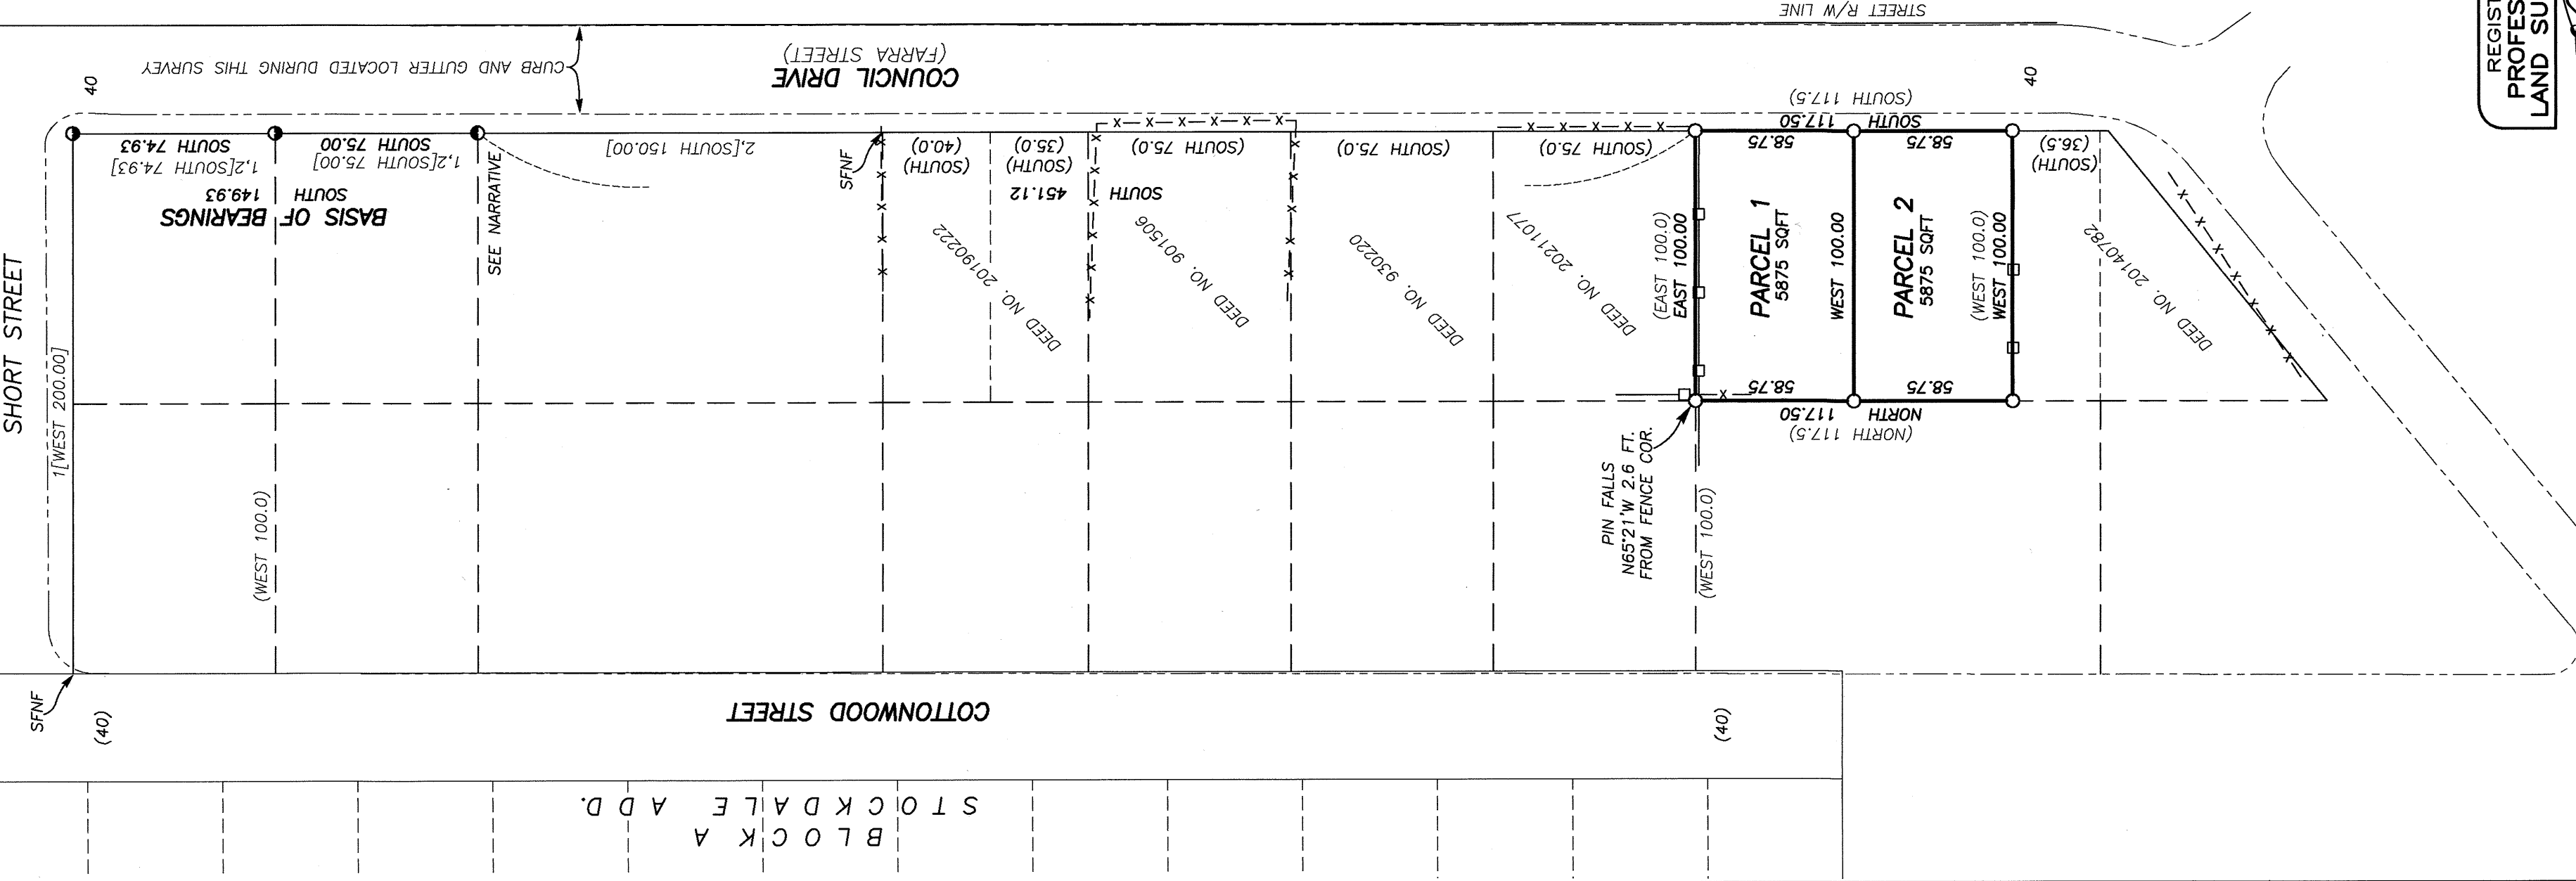 STREET R/W LINE
REGIST
PROFES
LAND SU
CURB AND GUTTER LOCATED DURING THIS SURVEY
COUNCIL DRIVE
(FARRA STREET)
40
40
SHORT STREET
SOUTH 74.93
1,2[SOUTH 74.93]
SOUTH 75.00
1,2[SOUTH 75.00]
SOUTH
149.93
BASIS OF BEARINGS
SEE NARRATIVE
2[SOUTH 150.00]
SFNF
(SOUTH)
(40.0)
(SOUTH)
(35.0)
SOUTH
451.12
(SOUTH 75.0)
(SOUTH 75.0)
(SOUTH 75.0)
DEED NO. 20190222
DEED NO. 901506
DEED NO. 930220
DEED NO. 20211077
(SOUTH 117.5)
SOUTH 117.50
58.75
58.75
(EAST 100.0)
EAST 100.00
PARCEL 1
5875 SQFT
WEST 100.00
PARCEL 2
5875 SQFT
(WEST 100.0)
WEST 100.00
58.75
58.75
NORTH 117.50
(NORTH 117.5)
(SOUTH)
(36.5)
DEED NO. 20140782
1[WEST 200.00]
(WEST 100.0)
PIN FALLS
N65°21'W 2.6 FT.
FROM FENCE COR.
(WEST 100.0)
SFNF
(40)
COTTONWOOD STREET
(40)
BLOCK A
STOCKDALE ADD.